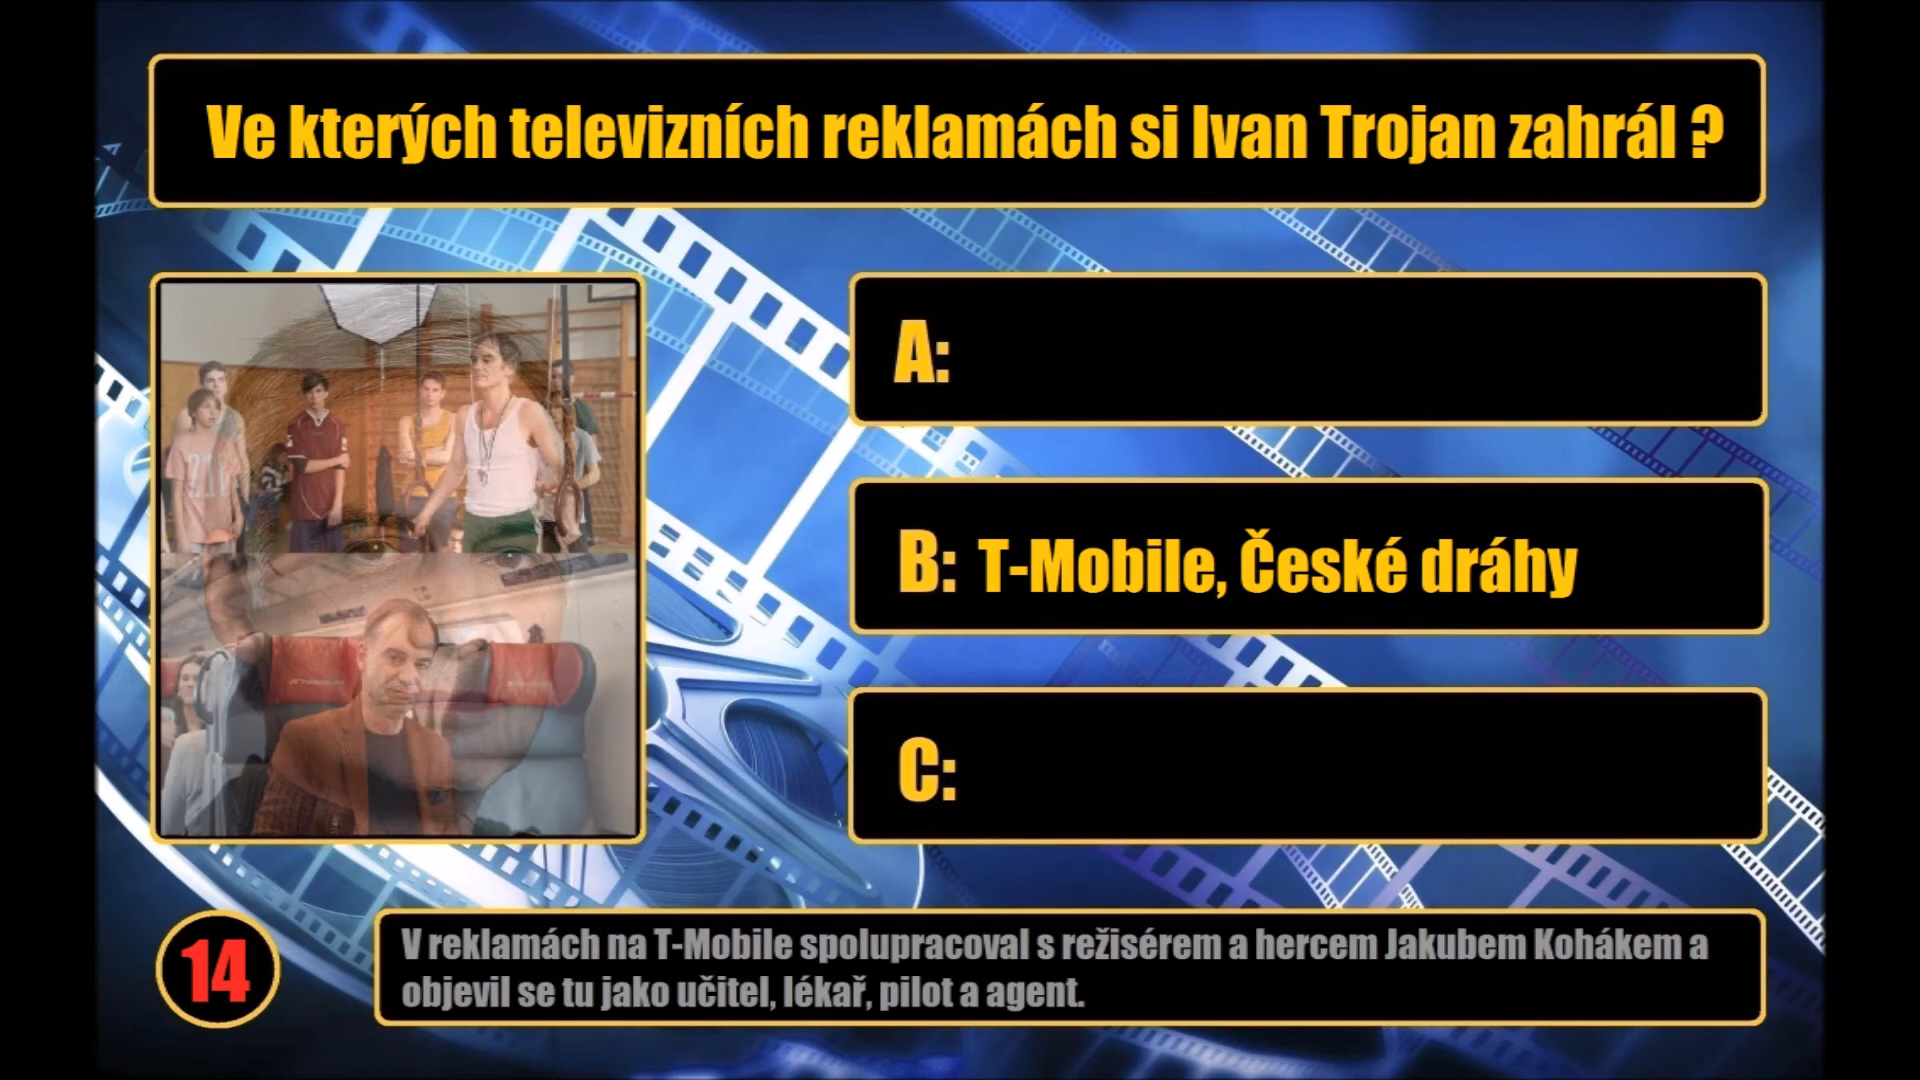 Ve kterých televizních reklamách si Ivan Trojan zahrál ?
A:
B: T-Mobile, České dráhy
C:
14
V reklamách na T-Mobile spolupracoval s režisérem a hercem Jakubem Kohákem a
objevil se tu jako učitel, lékař, pilot a agent.